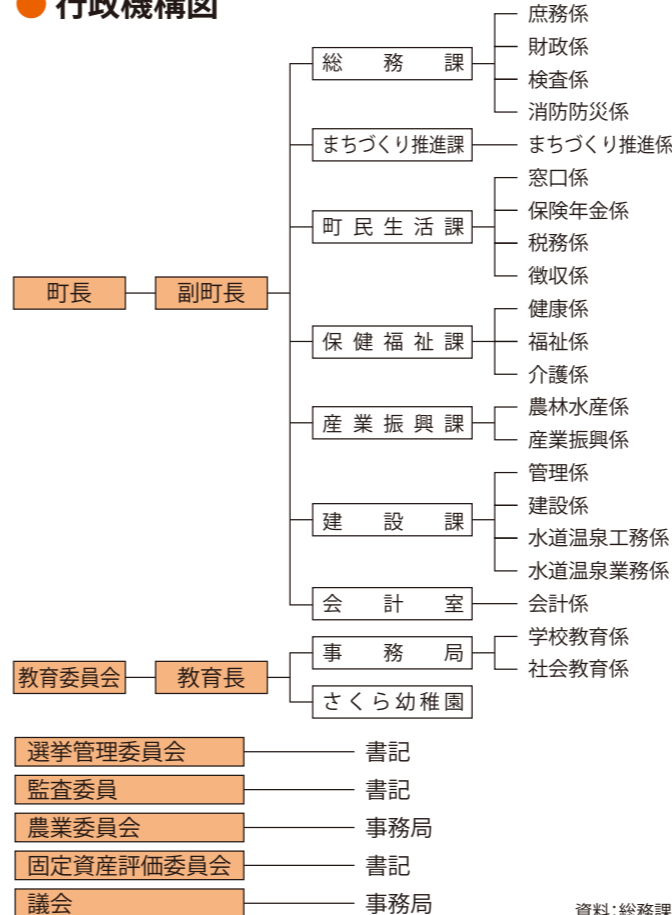 行政機構図
庶務係
財政係
総務課
検査係
消防防災係
まちづくり推進課 まちづくり推進係
窓口係
保険年金係
町民生活課
税務係
徴収係
町長 副町長
健康係
保健福祉課 福祉係
介護係
農林水産係
産業振興課
産業振興係
管理係
建設係
建設課
水道温泉工務係
水道温泉業務係
会計室 会計係
学校教育係
事務局
社会教育係
教育委員会 教育長
さくら幼稚園
選挙管理委員会 書記
監査委員 書記
農業委員会 事務局
固定資産評価委員会 書記
議会 事務局
資料:総務課